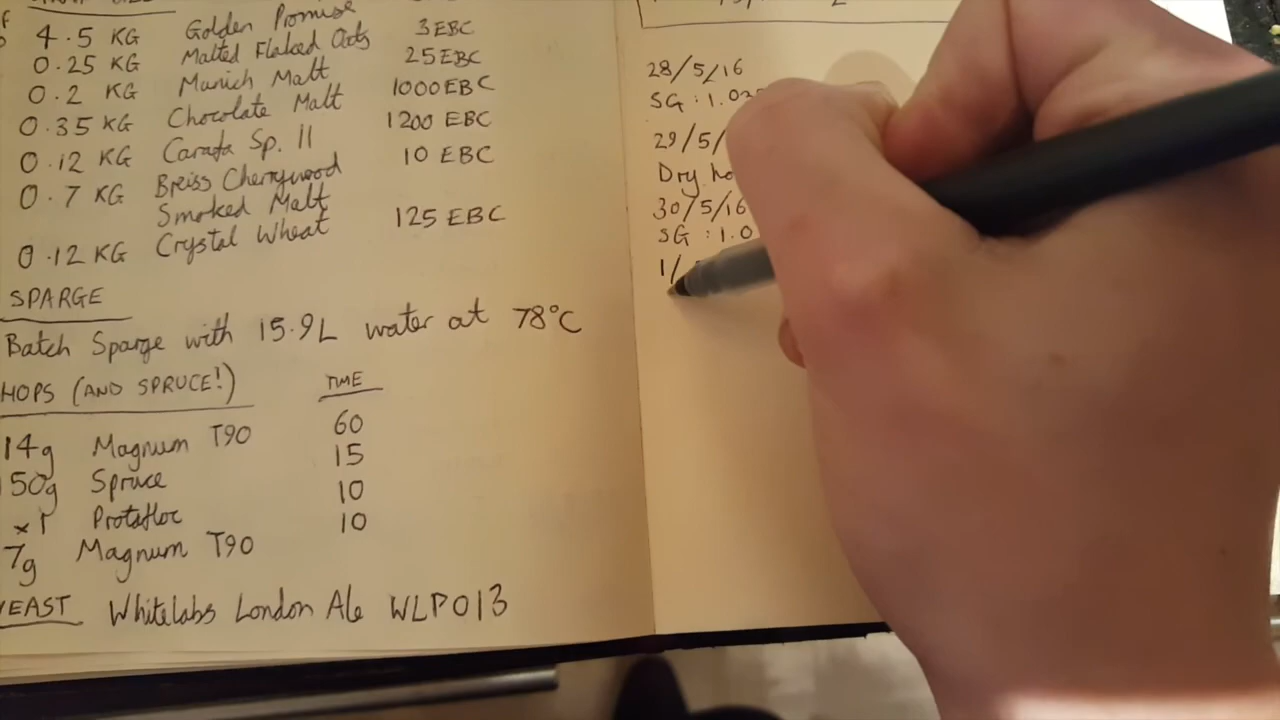 4.5 KG Golden Promise
0.25 KG Malted Flaked Oats 3 EBC
0.2 KG Munich Malt 25 EBC
0.35 KG Chocolate Malt 1000 EBC
0.12 KG Carafa Sp. II 1200 EBC
0.7 KG Breiss Cherrywood 10 EBC
Smoked Malt
0.12 KG Crystal Wheat 125 EBC
SPARGE
Batch Sparge with 15.9L water at 78°C
HOPS (AND SPRUCE!) TIME
14g Magnum T90 60
150g Spruce 15
x1 Protafloc 10
7g Magnum T90 10
YEAST Whitelabs London Ale WLP013
28/5/16
SG : 1.0
29/5/
Dry
30/5/16
SG : 1.0
1/